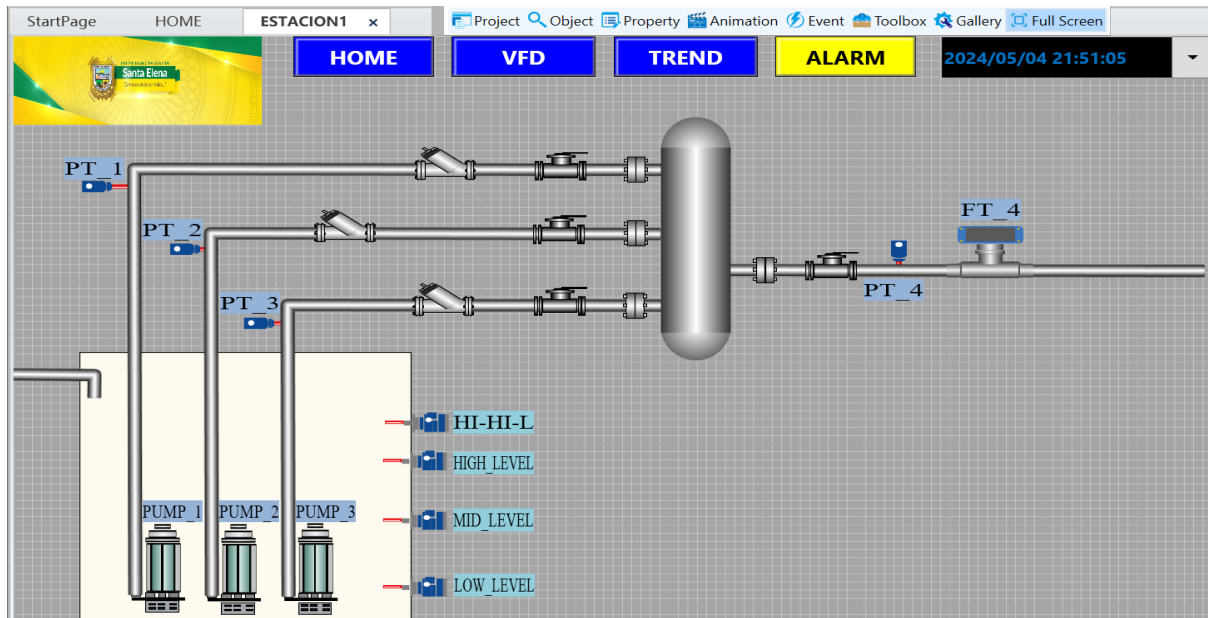 StartPage HOME ESTACION1 × Project Object Property Animation Event Toolbox Gallery Full Screen
HOME VFD TREND ALARM 2024/05/04 21:51:05
Santa Elena
PT_1
PT_2
FT_4
PT_3
PT_4
HI-HI-L
HIGH_LEVEL
PUMP_1 PUMP_2 PUMP_3
MID_LEVEL
LOW_LEVEL